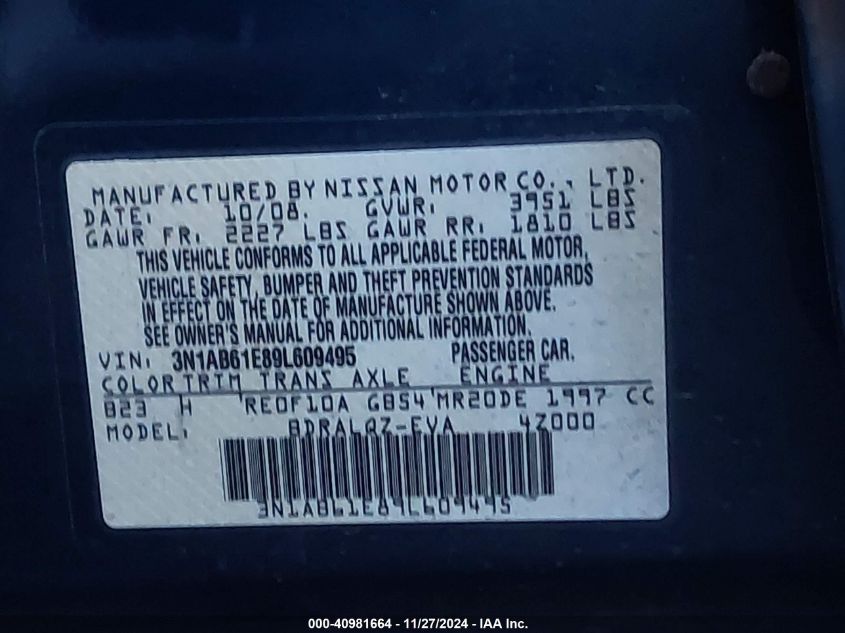 MANUFACTURED BY NISSAN MOTOR CO., LTD.
DATE: 10/08. GVWR: 3951 LBS
GAWR FR: 2227 LBS GAWR RR: 1810 LBS
THIS VEHICLE CONFORMS TO ALL APPLICABLE FEDERAL MOTOR,
VEHICLE SAFETY, BUMPER AND THEFT PREVENTION STANDARDS
IN EFFECT ON THE DATE OF MANUFACTURE SHOWN ABOVE.
SEE OWNER'S MANUAL FOR ADDITIONAL INFORMATION.
VIN: 3N1AB61E89L609495 PASSENGER CAR.
COLOR TRIM TRANS AXLE ENGINE
B23 H RE0F10A GB54 MR20DE 1997 CC
MODEL: BDRALQZ-EVA 4Z000
3N1AB61E89L609495
000-40981664 - 11/27/2024 - IAA Inc.